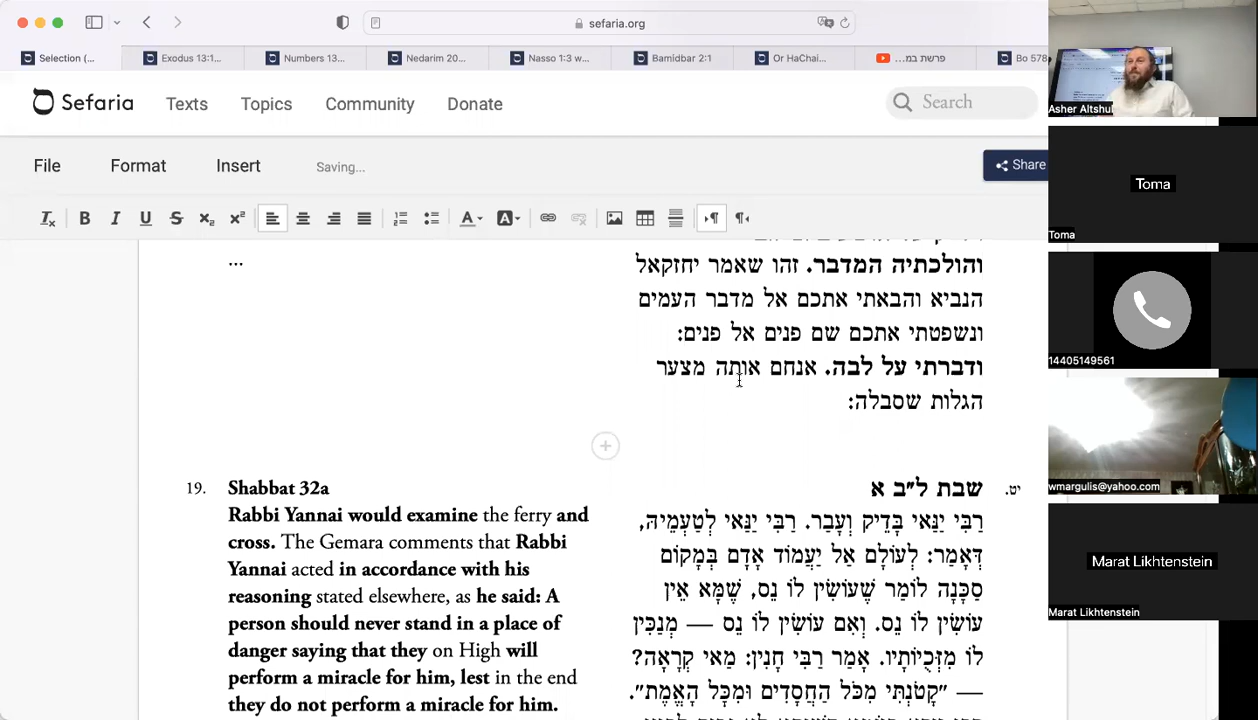 sefaria.org
Selection (...
Exodus 13:1...
Numbers 13...
Nedarim 20...
Nasso 1:3 w...
Bamidbar 2:1
Or HaChai...
פרשת במ...
Bo 578
Sefaria
Texts
Topics
Community
Donate
Search
File
Format
Insert
Saving...
Share
...
והולכתיה המדבר. זהו שאמר יחזקאל
הנביא והבאתי אתכם אל מדבר העמים
ונשפטתי אתכם שם פנים אל פנים:
ודברתי על לבה. אנחם אותה מצער
הגלות שסבלה:
19.
Shabbat 32a
Rabbi Yannai would examine the ferry and
cross. The Gemara comments that Rabbi
Yannai acted in accordance with his
reasoning stated elsewhere, as he said: A
person should never stand in a place of
danger saying that they on High will
perform a miracle for him, lest in the end
they do not perform a miracle for him.
יט.
שבת ל״ב א
רַבִּי יַנַּאי בָּדֵיק וְעָבַר. רַבִּי יַנַּאי לְטַעְמֵיהּ,
דְּאָמַר: לְעוֹלָם אַל יַעֲמוֹד אָדָם בִּמְקוֹם
סַכָּנָה לוֹמַר שֶׁעוֹשִׂין לוֹ נֵס, שֶׁמָּא אֵין
עוֹשִׂין לוֹ נֵס. וְאִם עוֹשִׂין לוֹ נֵס — מְנַכִּין
לוֹ מִזְּכִיּוֹתָיו. אָמַר רַבִּי חָנִין: מַאי קְרָאָה?
— ״קָטֹנְתִּי מִכֹּל הַחֲסָדִים וּמִכָּל הָאֱמֶת״.
Asher Altshul
Toma
Toma
14405149561
wmargulis@yahoo.com
Marat Likhtenstein
Marat Likhtenstein